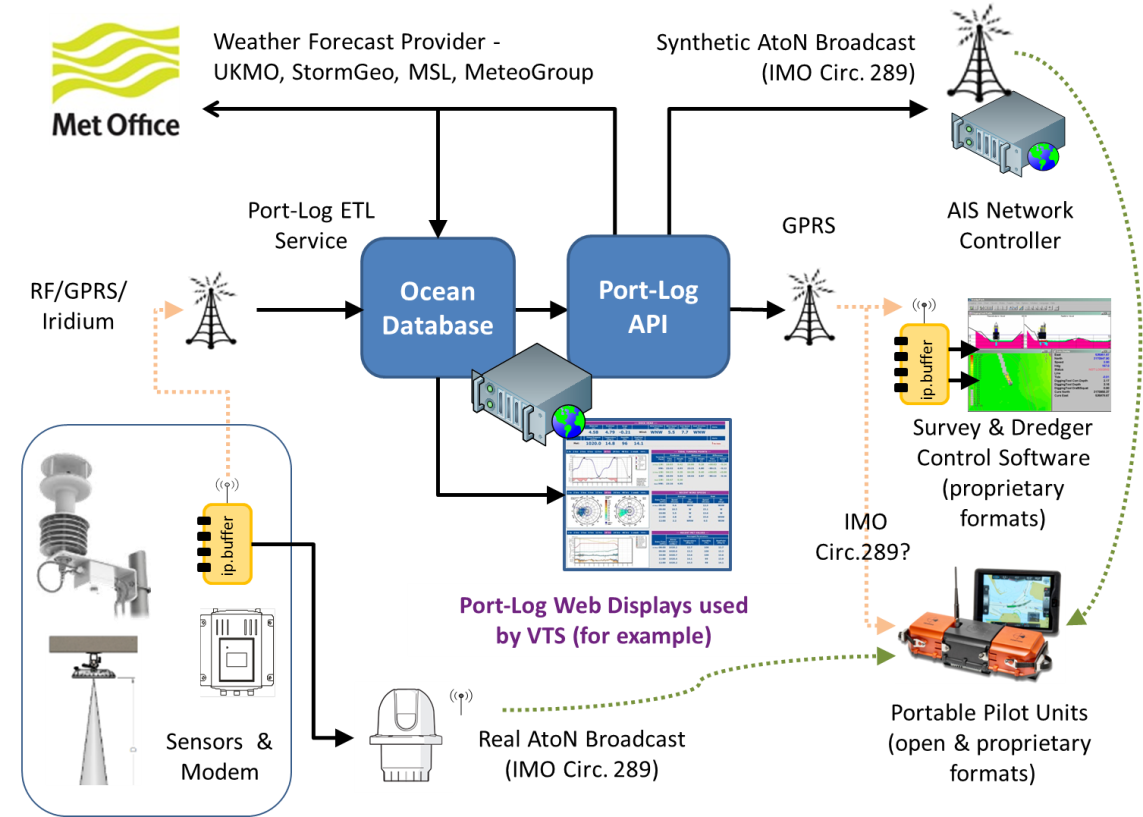 Weather Forecast Provider -
UKMO, StormGeo, MSL, MeteoGroup
Met Office
Synthetic AtoN Broadcast
(IMO Circ. 289)
AIS Network
Controller
Port-Log ETL
Service
GPRS
RF/GPRS/
Iridium
Ocean
Database
Port-Log
API
ip.buffer
Survey & Dredger
Control Software
(proprietary
formats)
IMO
Circ.289?
ip.buffer
Port-Log Web Displays used
by VTS (for example)
Sensors &
Modem
Real AtoN Broadcast
(IMO Circ. 289)
Portable Pilot Units
(open & proprietary
formats)